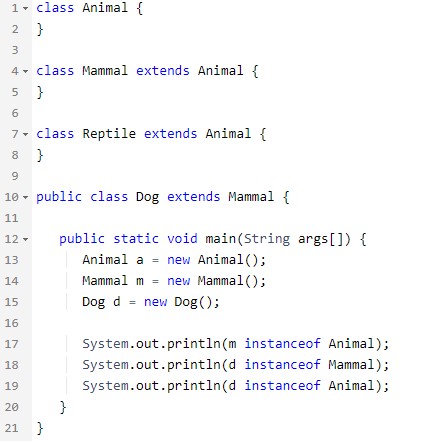 1 class Animal {
2 }
3
4 class Mammal extends Animal {
5 }
6
7 class Reptile extends Animal {
8 }
9
10 public class Dog extends Mammal {
11
12 public static void main(String args[]) {
13 Animal a = new Animal();
14 Mammal m = new Mammal();
15 Dog d = new Dog();
16
17 System.out.println(m instanceof Animal);
18 System.out.println(d instanceof Mammal);
19 System.out.println(d instanceof Animal);
20 }
21 }